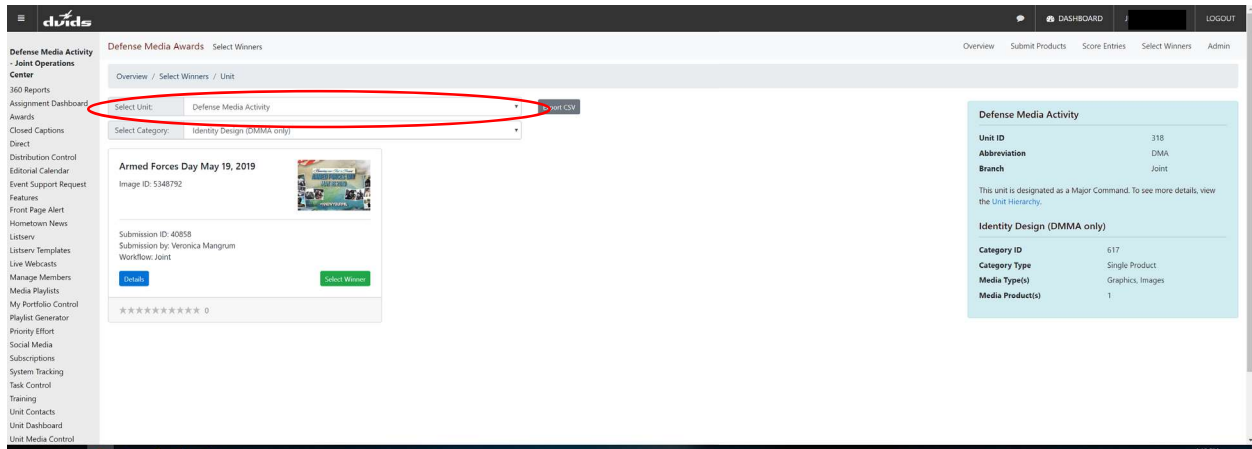 dvids
DASHBOARD J LOGOUT
Defense Media Activity
- Joint Operations
Center
360 Reports
Assignment Dashboard
Awards
Closed Captions
Direct
Distribution Control
Editorial Calendar
Event Support Request
Features
Front Page Alert
Hometown News
Listserv
Listserv Templates
Live Webcasts
Manage Members
Media Playlists
My Portfolio Control
Playlist Generator
Priority Effort
Social Media
Subscriptions
System Tracking
Task Control
Training
Unit Contacts
Unit Dashboard
Unit Media Control
Defense Media Awards Select Winners
Overview Submit Products Score Entries Select Winners Admin
Overview / Select Winners / Unit
Select Unit: Defense Media Activity
Export CSV
Select Category: Identity Design (DMMA only)
Armed Forces Day May 19, 2019
Image ID: 5348792
Submission ID: 40858
Submission by: Veronica Mangrum
Workflow: Joint
Details Select Winner
0
Defense Media Activity
Unit ID 318
Abbreviation DMA
Branch Joint
This unit is designated as a Major Command. To see more details, view
the Unit Hierarchy.
Identity Design (DMMA only)
Category ID 617
Category Type Single Product
Media Type(s) Graphics, Images
Media Product(s) 1